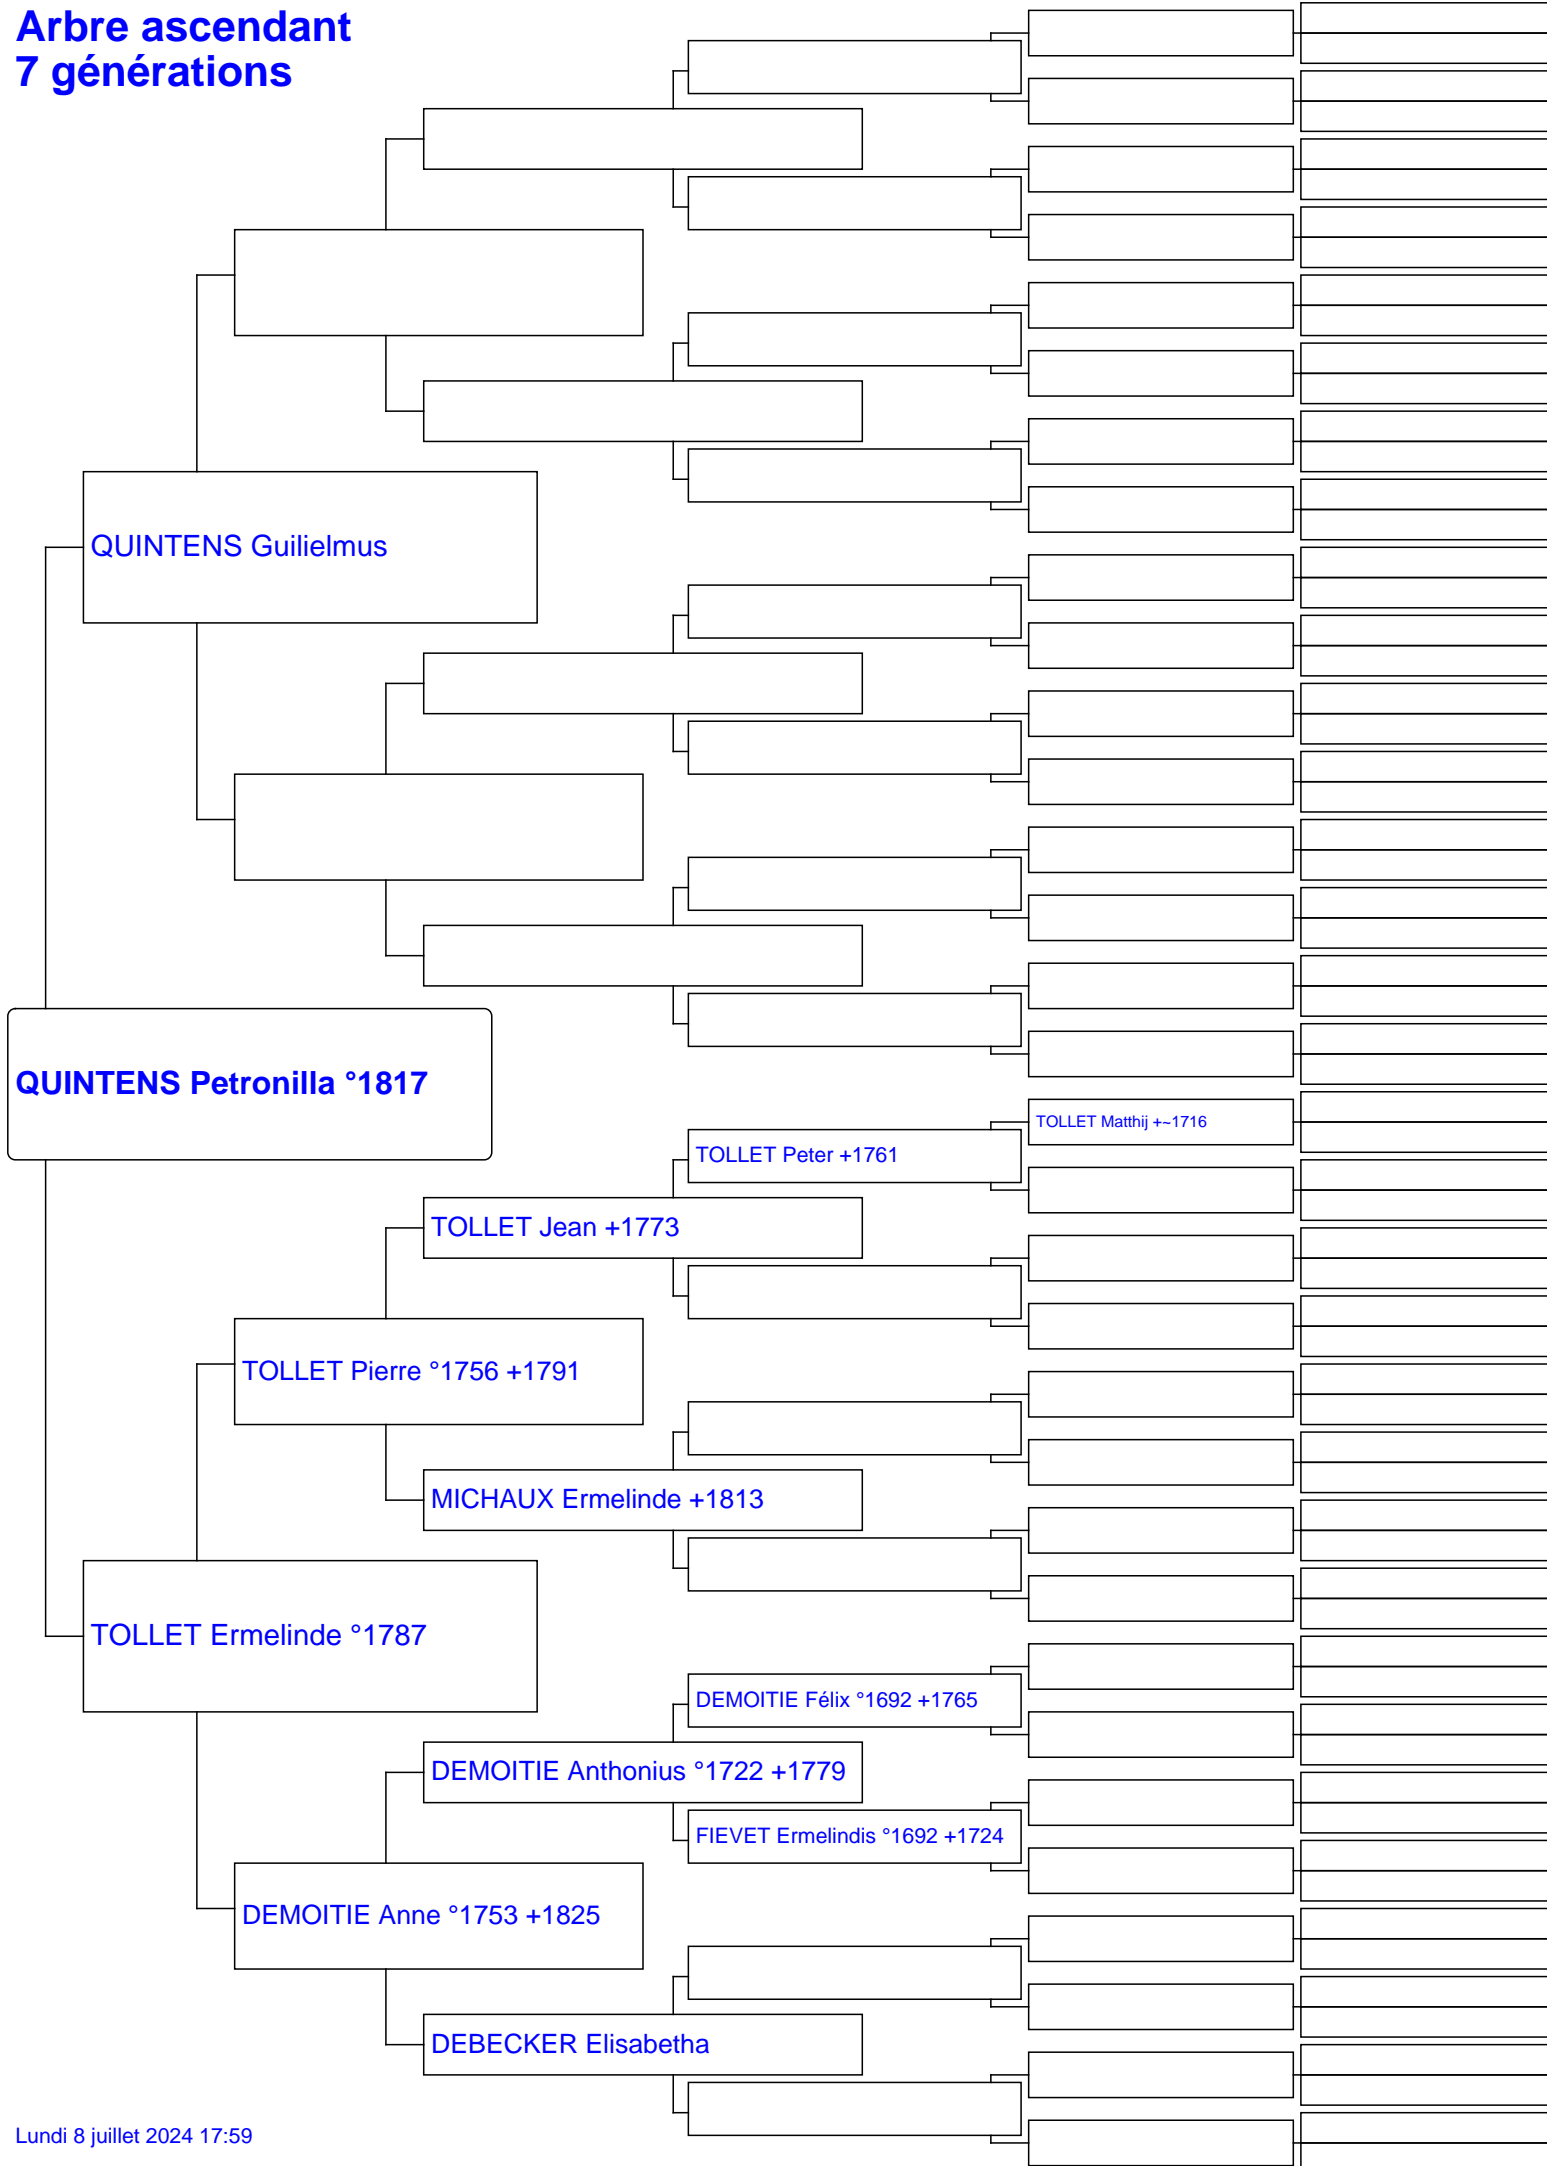 Arbre ascendant
7 générations
QUINTENS Guilielmus
QUINTENS Petronilla °1817
TOLLET Matthij +~1716
TOLLET Peter +1761
TOLLET Jean +1773
TOLLET Pierre °1756 +1791
MICHAUX Ermelinde +1813
TOLLET Ermelinde °1787
DEMOITIE Félix °1692 +1765
DEMOITIE Anthonius °1722 +1779
FIEVET Ermelindis °1692 +1724
DEMOITIE Anne °1753 +1825
DEBECKER Elisabetha
Lundi 8 juillet 2024 17:59